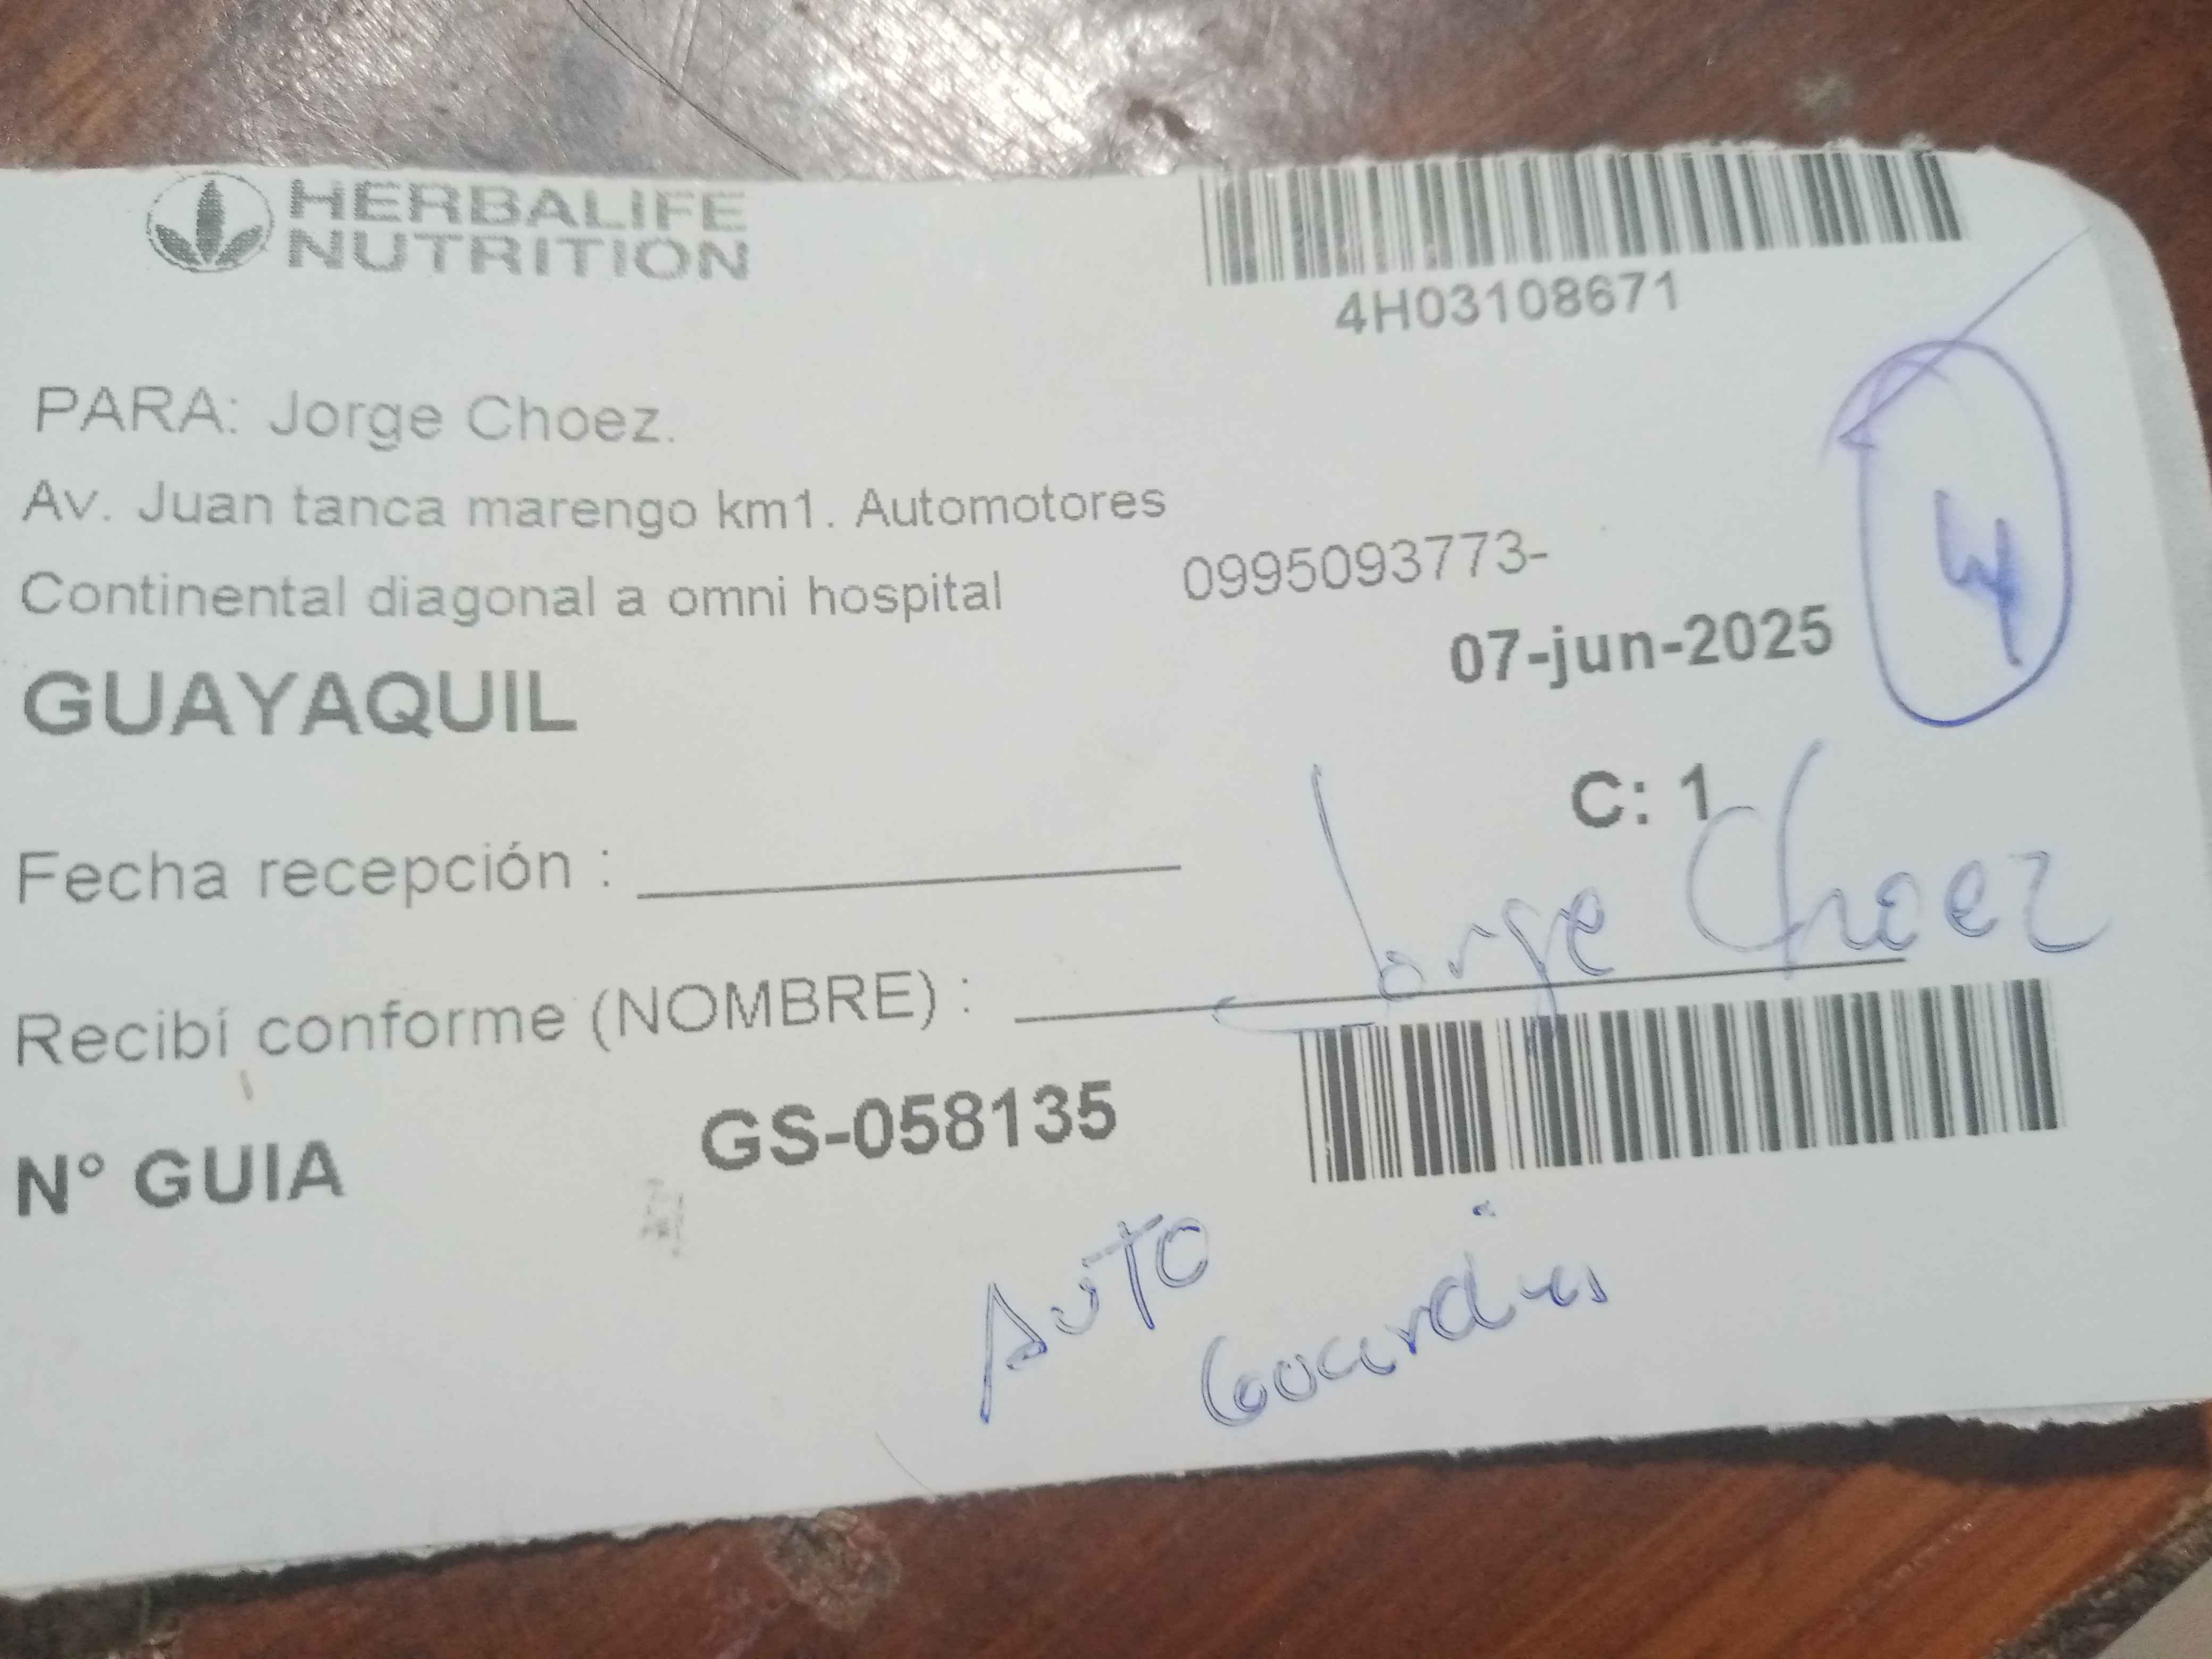 HERBALIFE
NUTRITION
4H03108671
PARA: Jorge Choez.
Av. Juan tanca marengo km1. Automotores
Continental diagonal a omni hospital
0995093773-
07-jun-2025
4
GUAYAQUIL
C: 1
Fecha recepción :
Recibí conforme (NOMBRE) : Jorge Choez
Nº GUIA GS-058135
AUTO